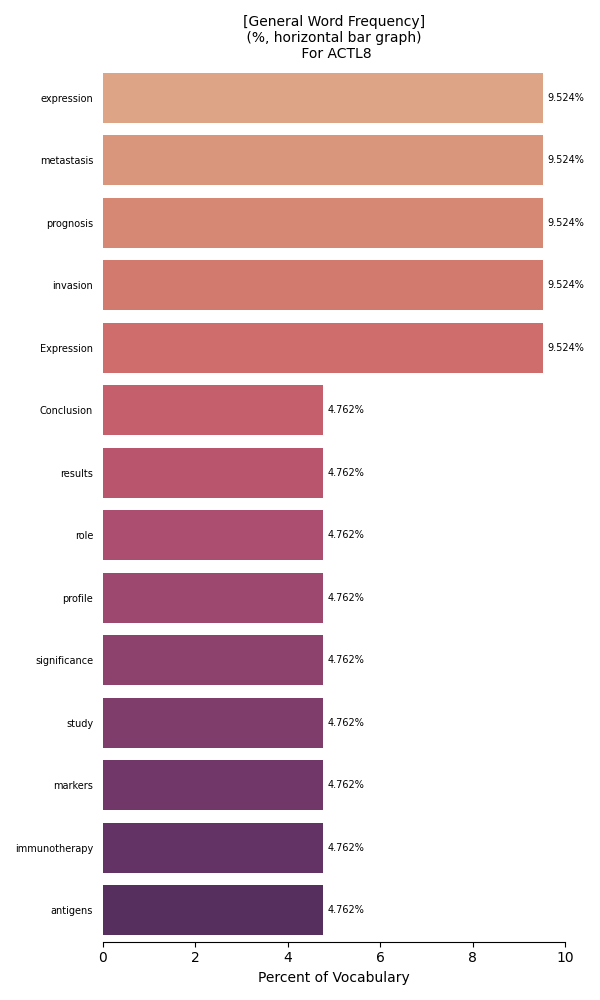 [General Word Frequency]
(%, horizontal bar graph)
For ACTL8
expression 9.524%
metastasis 9.524%
prognosis 9.524%
invasion 9.524%
Expression 9.524%
Conclusion 4.762%
results 4.762%
role 4.762%
profile 4.762%
significance 4.762%
study 4.762%
markers 4.762%
immunotherapy 4.762%
antigens 4.762%
0 2 4 6 8 10
Percent of Vocabulary